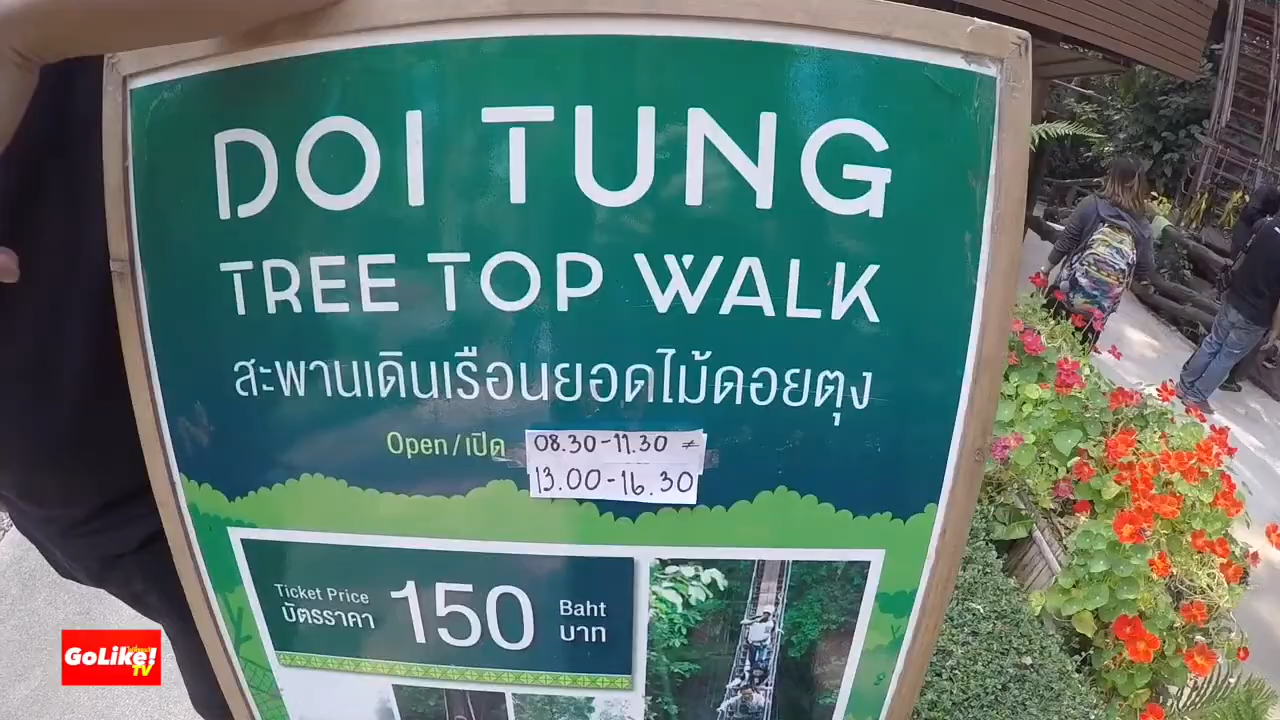 DOI TUNG
TREE TOP WALK
สะพานเดินเรือนยอดไม้ดอยตุง
Open/เปิด 08.30-11.30 น
13.00-16.30
Ticket Price
บัตรราคา
150
Baht
บาท
GoLike!
TV